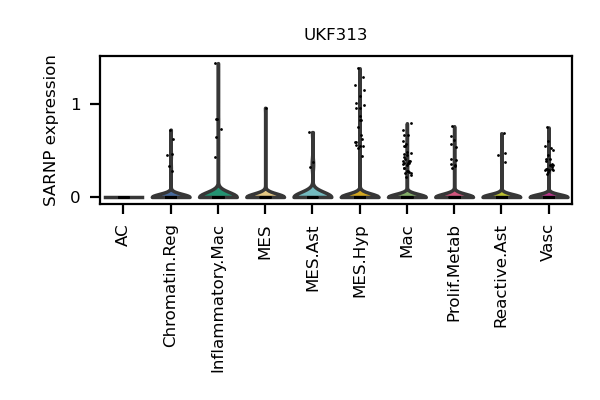 UKF313
SARNP expression
1
0
AC
Chromatin.Reg
Inflammatory.Mac
MES
MES.Ast
MES.Hyp
Mac
Prolif.Metab
Reactive.Ast
Vasc